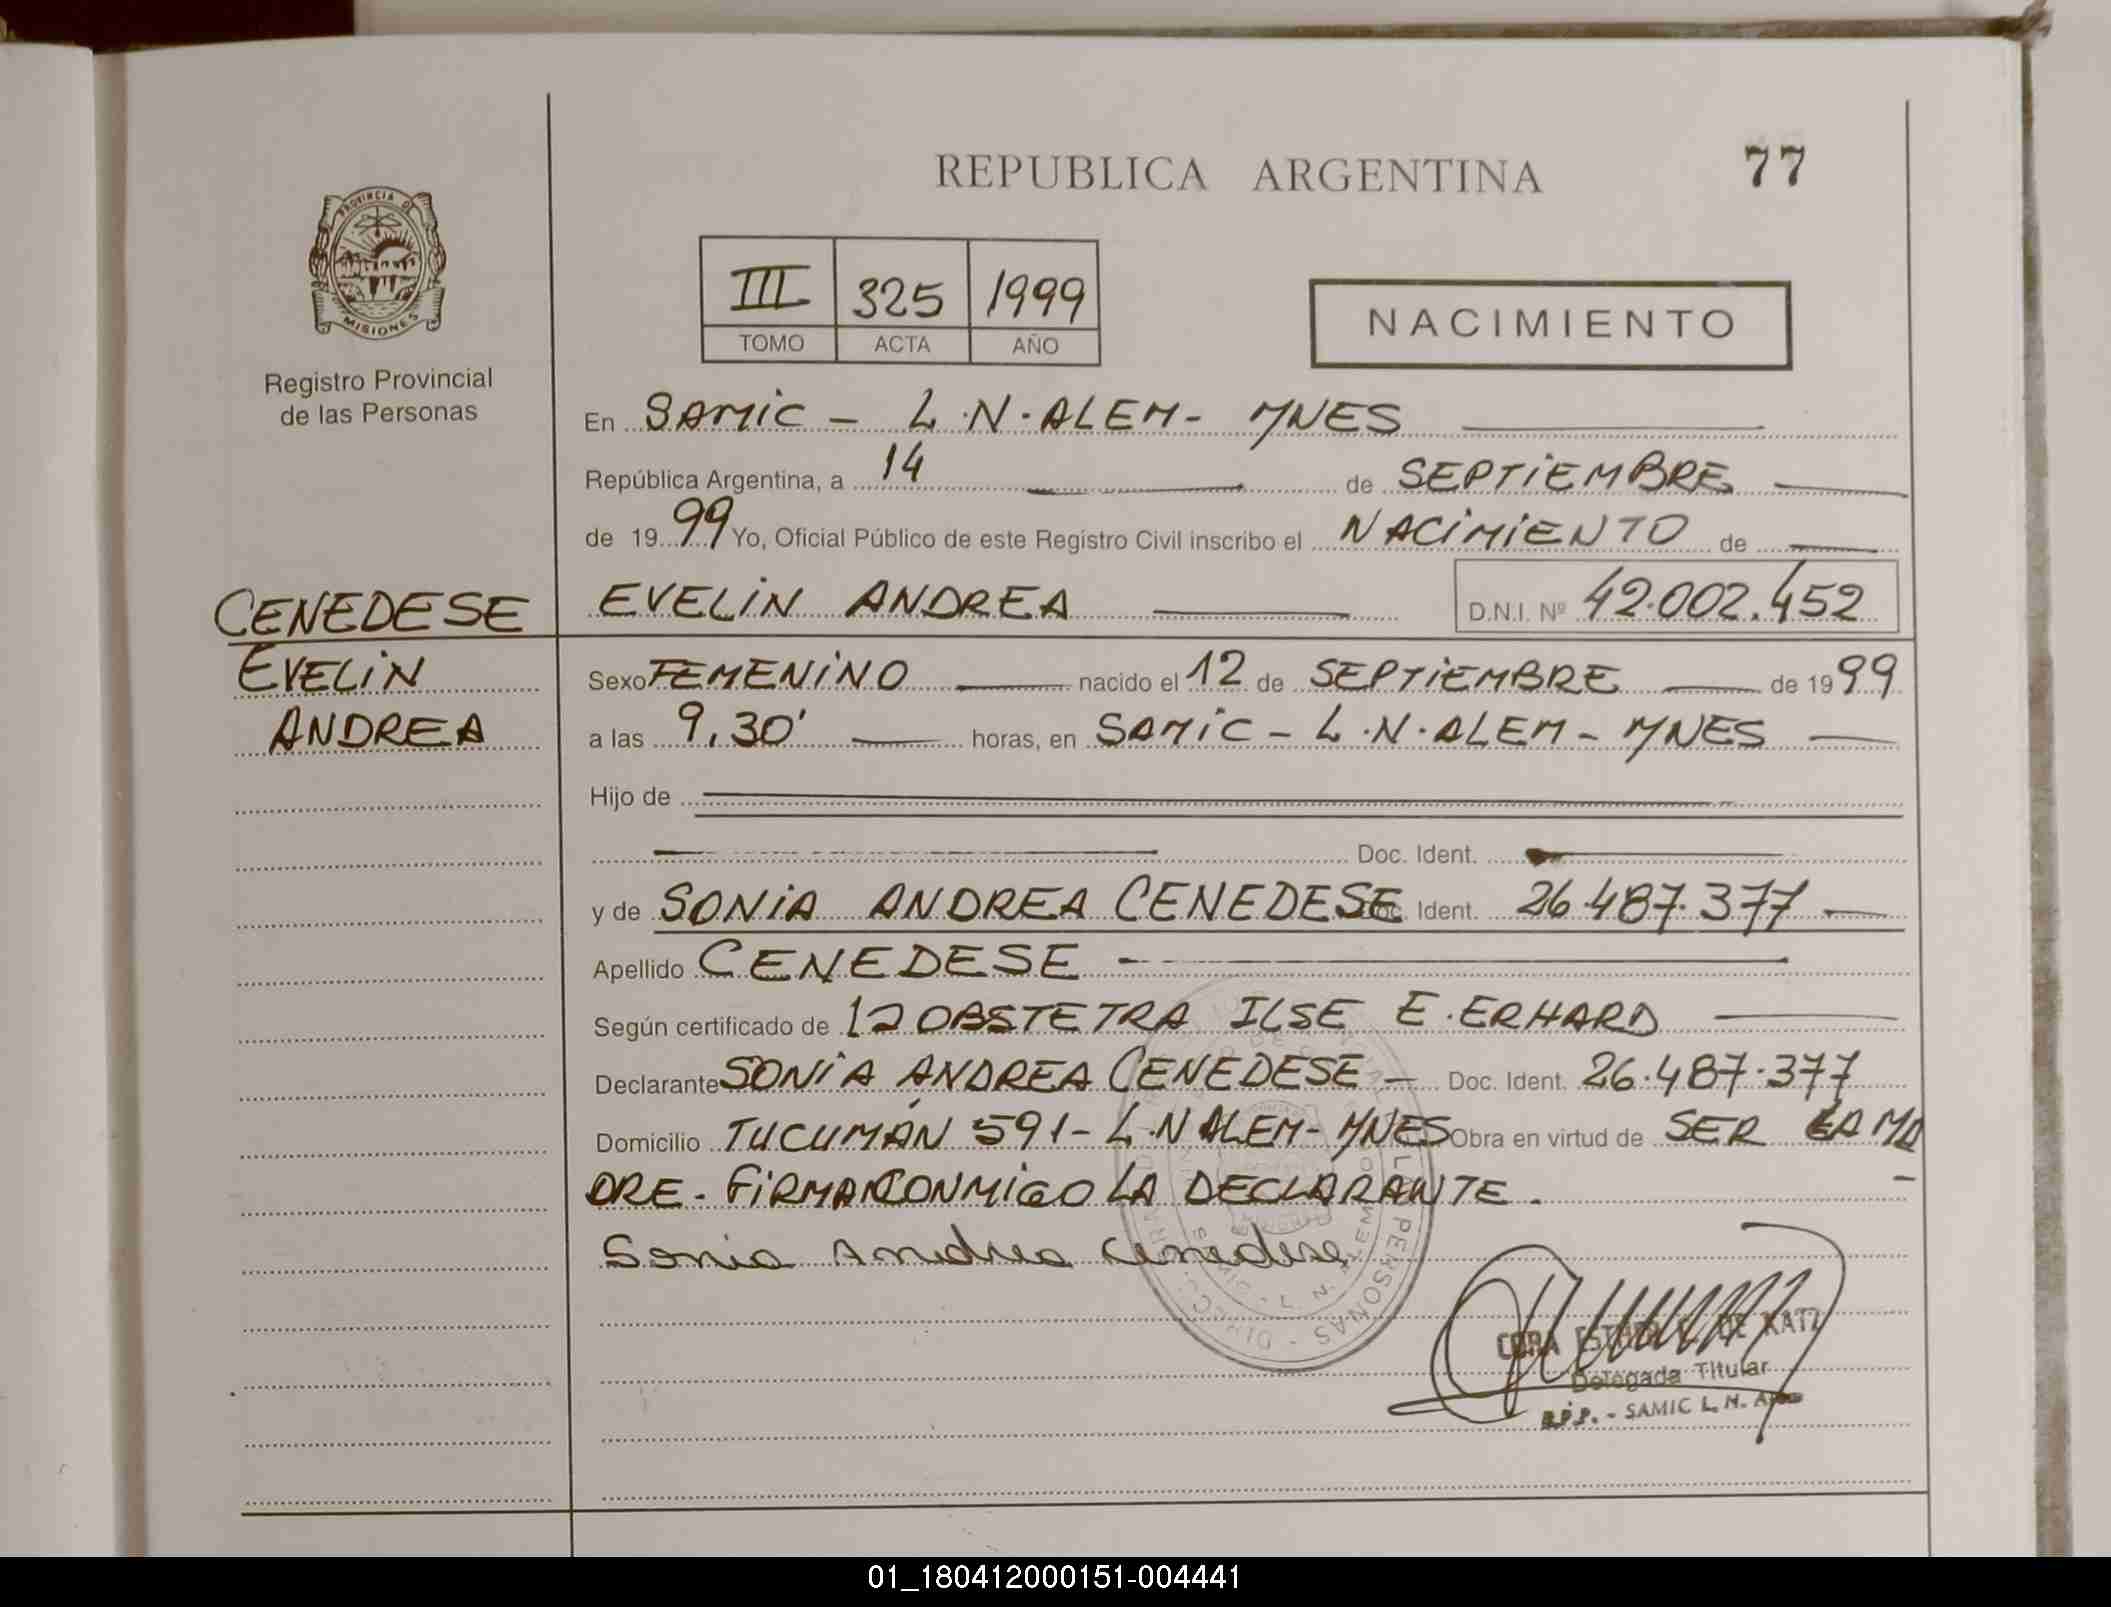 REPUBLICA ARGENTINA
77
PROVINCIA DE
MISIONES
Registro Provincial
de las Personas
III 325 1999
TOMO ACTA AÑO
NACIMIENTO
En SAMIC - L.N.ALEM- MNES
República Argentina, a 14 de SEPTIEMBRE
de 1999 Yo, Oficial Público de este Registro Civil inscribo el NACIMIENTO de
CENEDESE
EVELIN
ANDREA
EVELIN ANDREA D.N.I. Nº 42.002.452
Sexo FEMENINO nacido el 12 de SEPTIEMBRE de 1999
a las 9,30' horas, en SAMIC - L.N.ALEM - MNES
Hijo de
Doc. Ident.
y de SONIA ANDREA CENEDESE Doc. Ident. 26.487.377
Apellido CENEDESE
Según certificado de OBSTETRA ILSE E. ERHARD
Declarante SONIA ANDREA CENEDESE - Doc. Ident. 26.487.377
Domicilio TUCUMÁN 591- L.N ALEM- MNES Obra en virtud de SER LA MA
DRE. FIRMA CONMIGO LA DECLARANTE.
Sonia Andrea Cenedese
DE KATZ
Delegada Titular
SAMIC L. N.
01_180412000151-004441